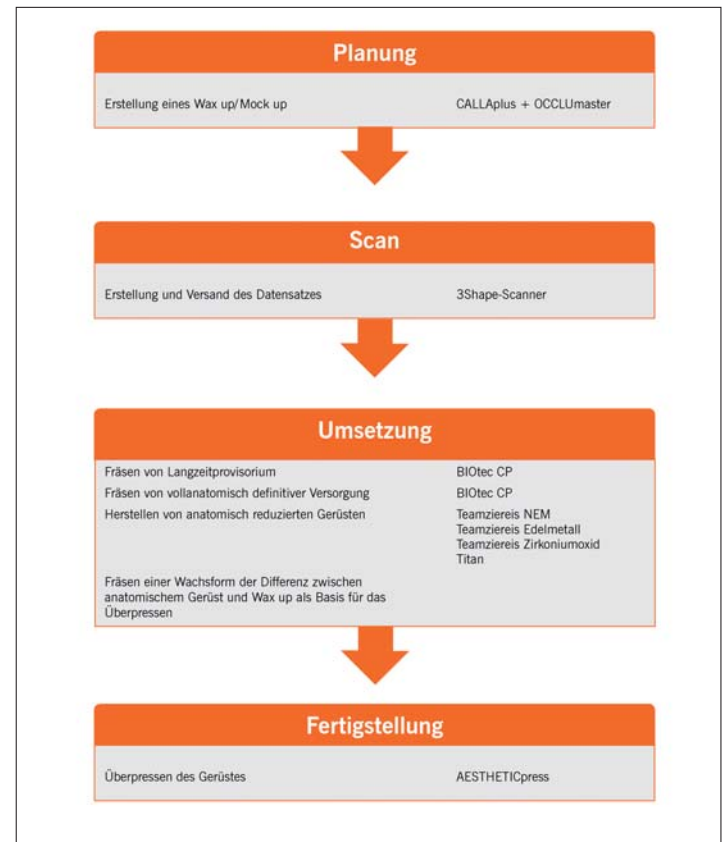 Planung
Erstellung eines Wax up/Mock up CALLAplus + OCCLUmaster
Scan
Erstellung und Versand des Datensatzes 3Shape-Scanner
Umsetzung
Fräsen von Langzeitprovisorium BIOtec CP
Fräsen von vollanatomisch definitiver Versorgung BIOtec CP
Herstellen von anatomisch reduzierten Gerüsten Teamziereis NEM
Teamziereis Edelmetall
Teamziereis Zirkoniumoxid
Titan
Fräsen einer Wachsform der Differenz zwischen
anatomischem Gerüst und Wax up als Basis für das
Überpressen
Fertigstellung
Überpressen des Gerüstes AESTHETICpress